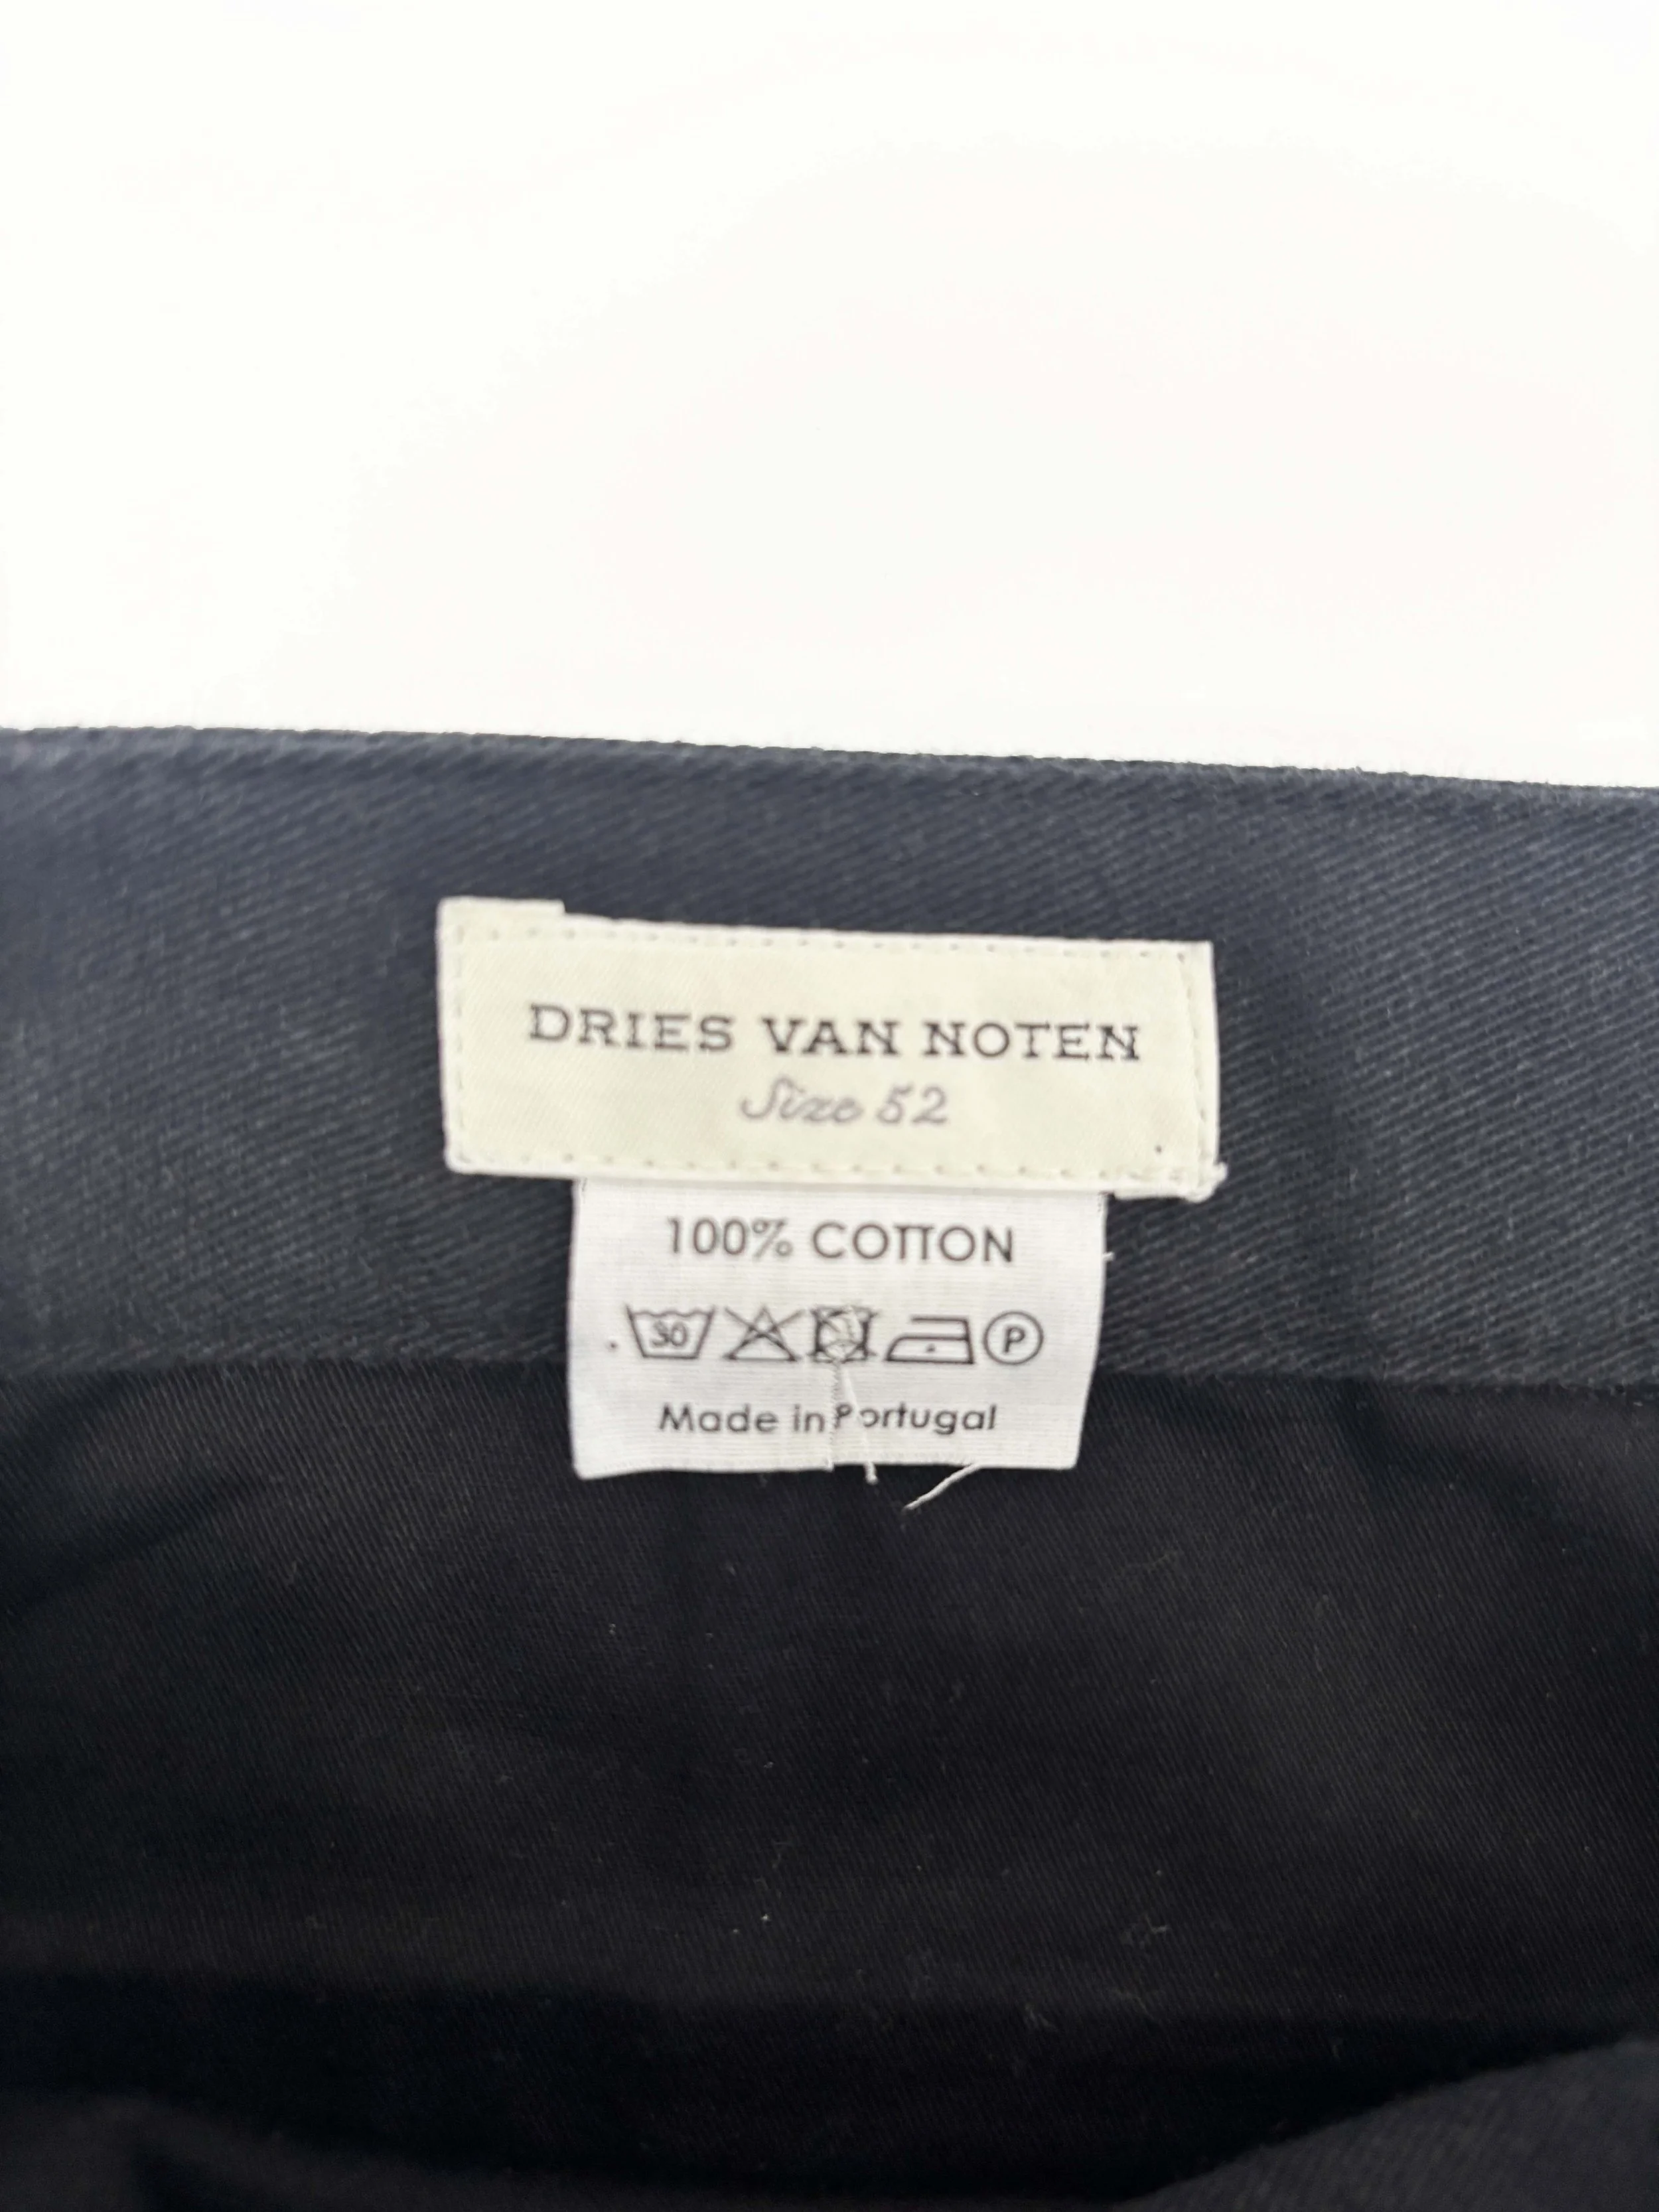 DRIES VAN NOTEN
Size 52
100% COTTON
30 P
Made in Portugal